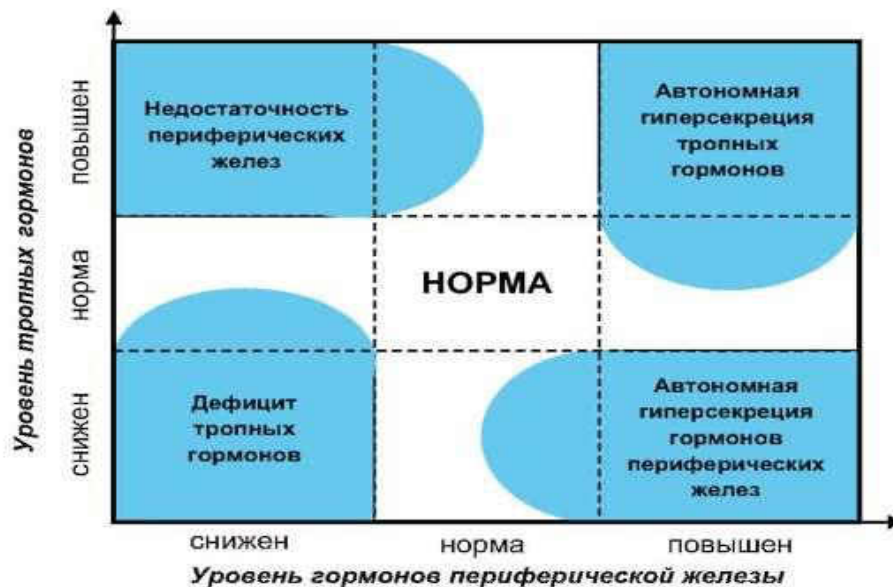 Недостаточность
периферических
желез
Автономная
гиперсекреция
тропных
гормонов
НОРМА
Дефицит
тропных
гормонов
Автономная
гиперсекреция
гормонов
периферических
желез
Уровень тропных гормонов
повышен
норма
снижен
снижен
норма
повышен
Уровень гормонов периферической железы